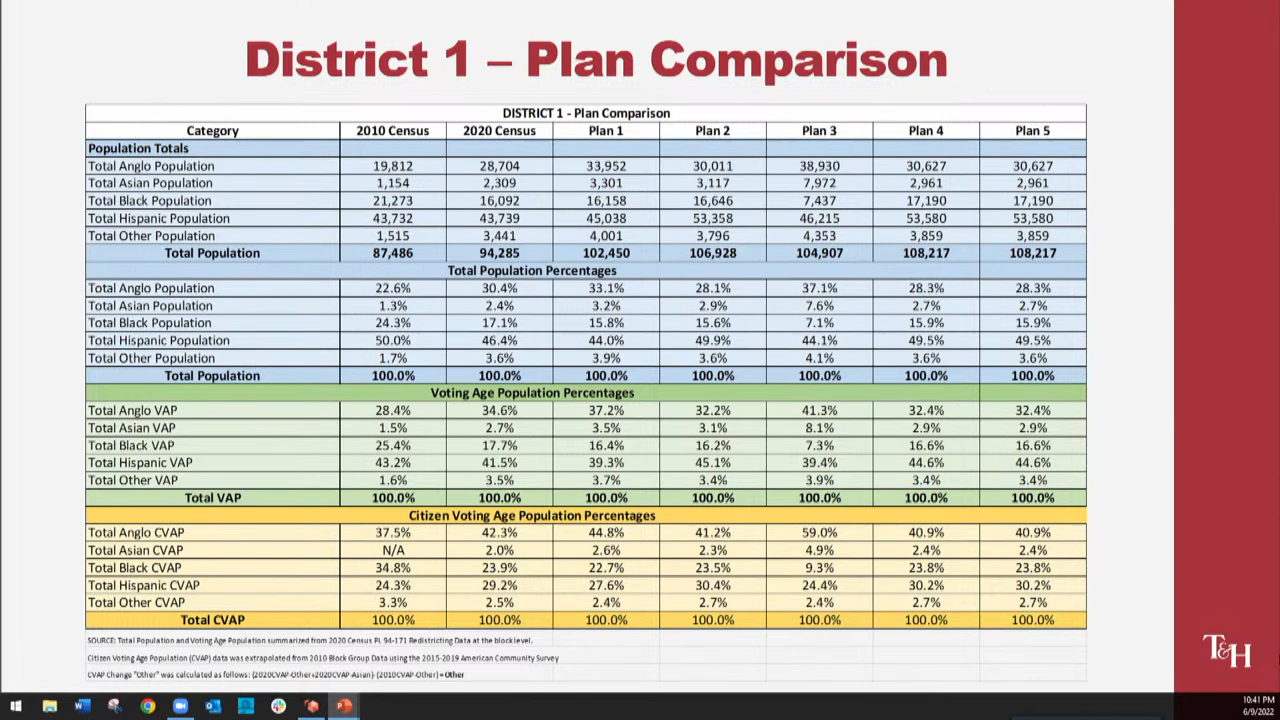 District 1 – Plan Comparison
DISTRICT 1 - Plan Comparison
Category 2010 Census 2020 Census Plan 1 Plan 2 Plan 3 Plan 4 Plan 5
Population Totals
Total Anglo Population 19,812 28,704 33,952 30,011 38,930 30,627 30,627
Total Asian Population 1,154 2,309 3,301 3,117 7,972 2,961 2,961
Total Black Population 21,273 16,092 16,158 16,646 7,437 17,190 17,190
Total Hispanic Population 43,732 43,739 45,038 53,358 46,215 53,580 53,580
Total Other Population 1,515 3,441 4,001 3,796 4,353 3,859 3,859
Total Population 87,486 94,285 102,450 106,928 104,907 108,217 108,217
Total Population Percentages
Total Anglo Population 22.6% 30.4% 33.1% 28.1% 37.1% 28.3% 28.3%
Total Asian Population 1.3% 2.4% 3.2% 2.9% 7.6% 2.7% 2.7%
Total Black Population 24.3% 17.1% 15.8% 15.6% 7.1% 15.9% 15.9%
Total Hispanic Population 50.0% 46.4% 44.0% 49.9% 44.1% 49.5% 49.5%
Total Other Population 1.7% 3.6% 3.9% 3.6% 4.1% 3.6% 3.6%
Total Population 100.0% 100.0% 100.0% 100.0% 100.0% 100.0% 100.0%
Voting Age Population Percentages
Total Anglo VAP 28.4% 34.6% 37.2% 32.2% 41.3% 32.4% 32.4%
Total Asian VAP 1.5% 2.7% 3.5% 3.1% 8.1% 2.9% 2.9%
Total Black VAP 25.4% 17.7% 16.4% 16.2% 7.3% 16.6% 16.6%
Total Hispanic VAP 43.2% 41.5% 39.3% 45.1% 39.4% 44.6% 44.6%
Total Other VAP 1.6% 3.5% 3.7% 3.4% 3.9% 3.4% 3.4%
Total VAP 100.0% 100.0% 100.0% 100.0% 100.0% 100.0% 100.0%
Citizen Voting Age Population Percentages
Total Anglo CVAP 37.5% 42.3% 44.8% 41.2% 59.0% 40.9% 40.9%
Total Asian CVAP N/A 2.0% 2.6% 2.3% 4.9% 2.4% 2.4%
Total Black CVAP 34.8% 23.9% 22.7% 23.5% 9.3% 23.8% 23.8%
Total Hispanic CVAP 24.3% 29.2% 27.6% 30.4% 24.4% 30.2% 30.2%
Total Other CVAP 3.3% 2.5% 2.4% 2.7% 2.4% 2.7% 2.7%
Total CVAP 100.0% 100.0% 100.0% 100.0% 100.0% 100.0% 100.0%
SOURCE: Total Population and Voting Age Population summarized from 2020 Census PL 94-171 Redistricting Data at the block level.
Citizen Voting Age Population (CVAP) data was extrapolated from 2010 Block Group Data using the 2015-2019 American Community Survey
CVAP Change "Other" was calculated as follows: (2020CVAP-Other+2020CVAP-Asian)-(2010CVAP-Other) = Other
T&H
10:41 PM
6/9/2022